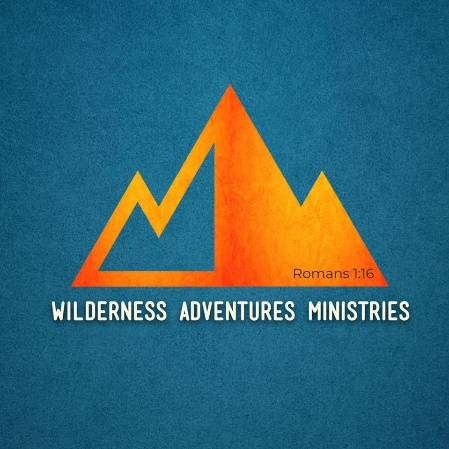 Romans 1:16
WILDERNESS ADVENTURES MINISTRIES